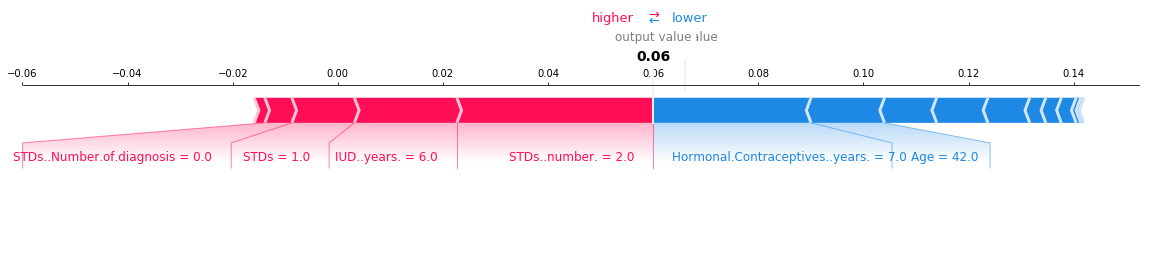 higher ⇄ lower
output value lue
0.06
−0.06 −0.04 −0.02 0.00 0.02 0.04 0.06 0.08 0.10 0.12 0.14
STDs..Number.of.diagnosis = 0.0 STDs = 1.0 IUD..years. = 6.0 STDs..number. = 2.0 Hormonal.Contraceptives..years. = 7.0 Age = 42.0